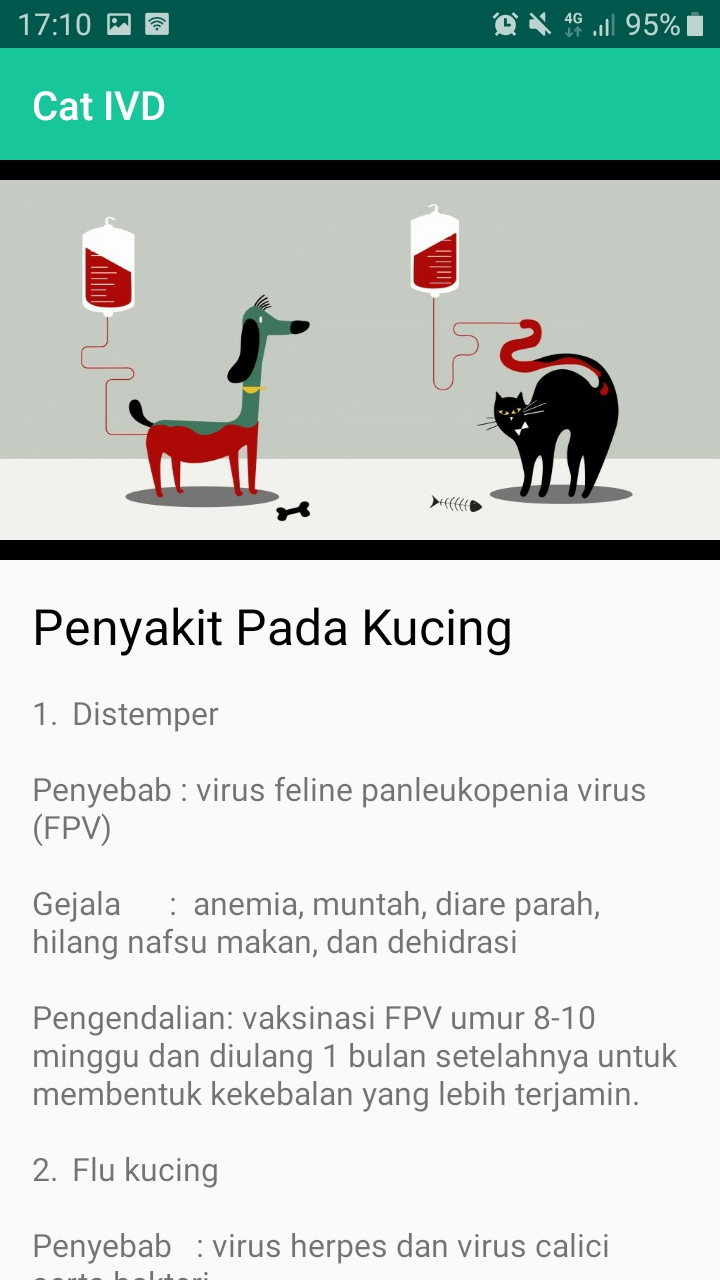 17:10
4G
95%
Cat IVD
Penyakit Pada Kucing
1. Distemper
Penyebab : virus feline panleukopenia virus
(FPV)
Gejala : anemia, muntah, diare parah,
hilang nafsu makan, dan dehidrasi
Pengendalian: vaksinasi FPV umur 8-10
minggu dan diulang 1 bulan setelahnya untuk
membentuk kekebalan yang lebih terjamin.
2. Flu kucing
Penyebab : virus herpes dan virus calici
serta bakteri